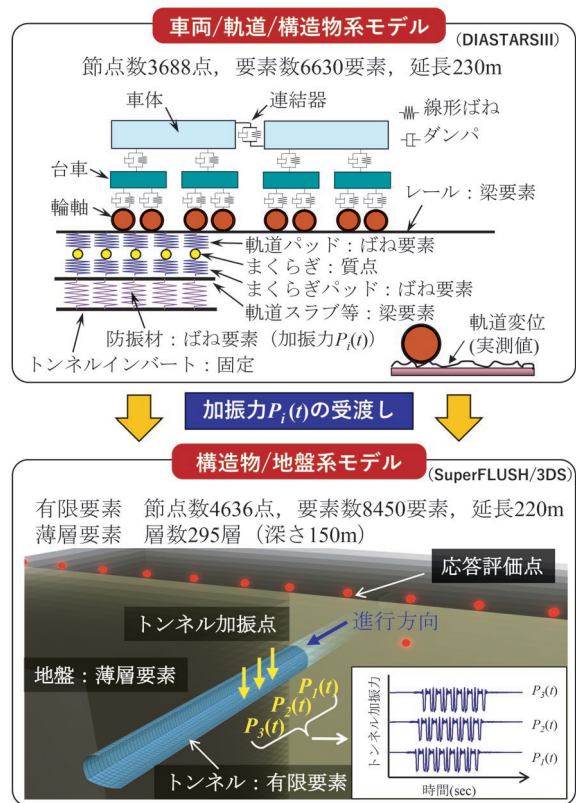 車両/軌道/構造物系モデル
(DIASTARSIII)
節点数3688点，要素数6630要素，延長230m
車体
連結器
線形ばね
ダンパ
台車
輪軸
レール：梁要素
軌道パッド：ばね要素
まくらぎ：質点
まくらぎパッド：ばね要素
軌道スラブ等：梁要素
防振材：ばね要素（加振力Pi(t)）
トンネルインバート：固定
軌道変位
(実測値)
加振力Pi(t)の受渡し
構造物/地盤系モデル
(SuperFLUSH/3DS)
有限要素　節点数4636点，要素数8450要素，延長220m
薄層要素　層数295層（深さ150m）
応答評価点
トンネル加振点
進行方向
地盤：薄層要素
P1(t)
P2(t)
P3(t)
トンネル：有限要素
トンネル加振力
P3(t)
P2(t)
P1(t)
時間(sec)